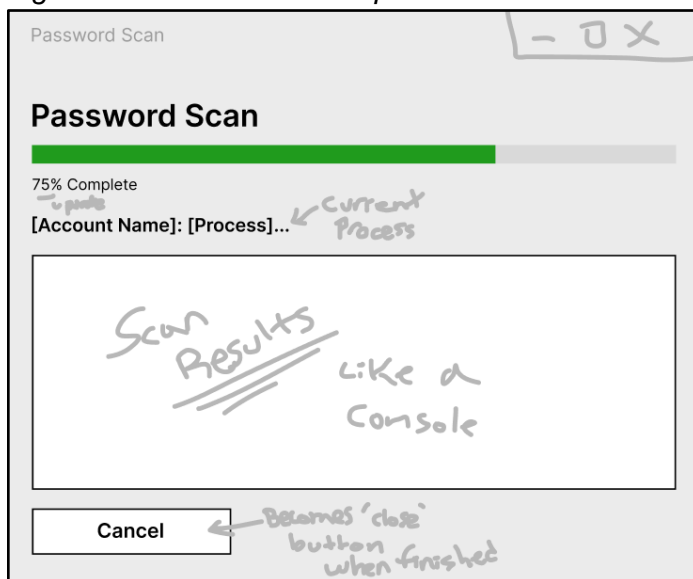 Password Scan
- O X
Password Scan
75% Complete
update
[Account Name]: [Process]...
Current
Process
Scan
Results
Like a
Console
Cancel
Becomes 'close'
button
when finished